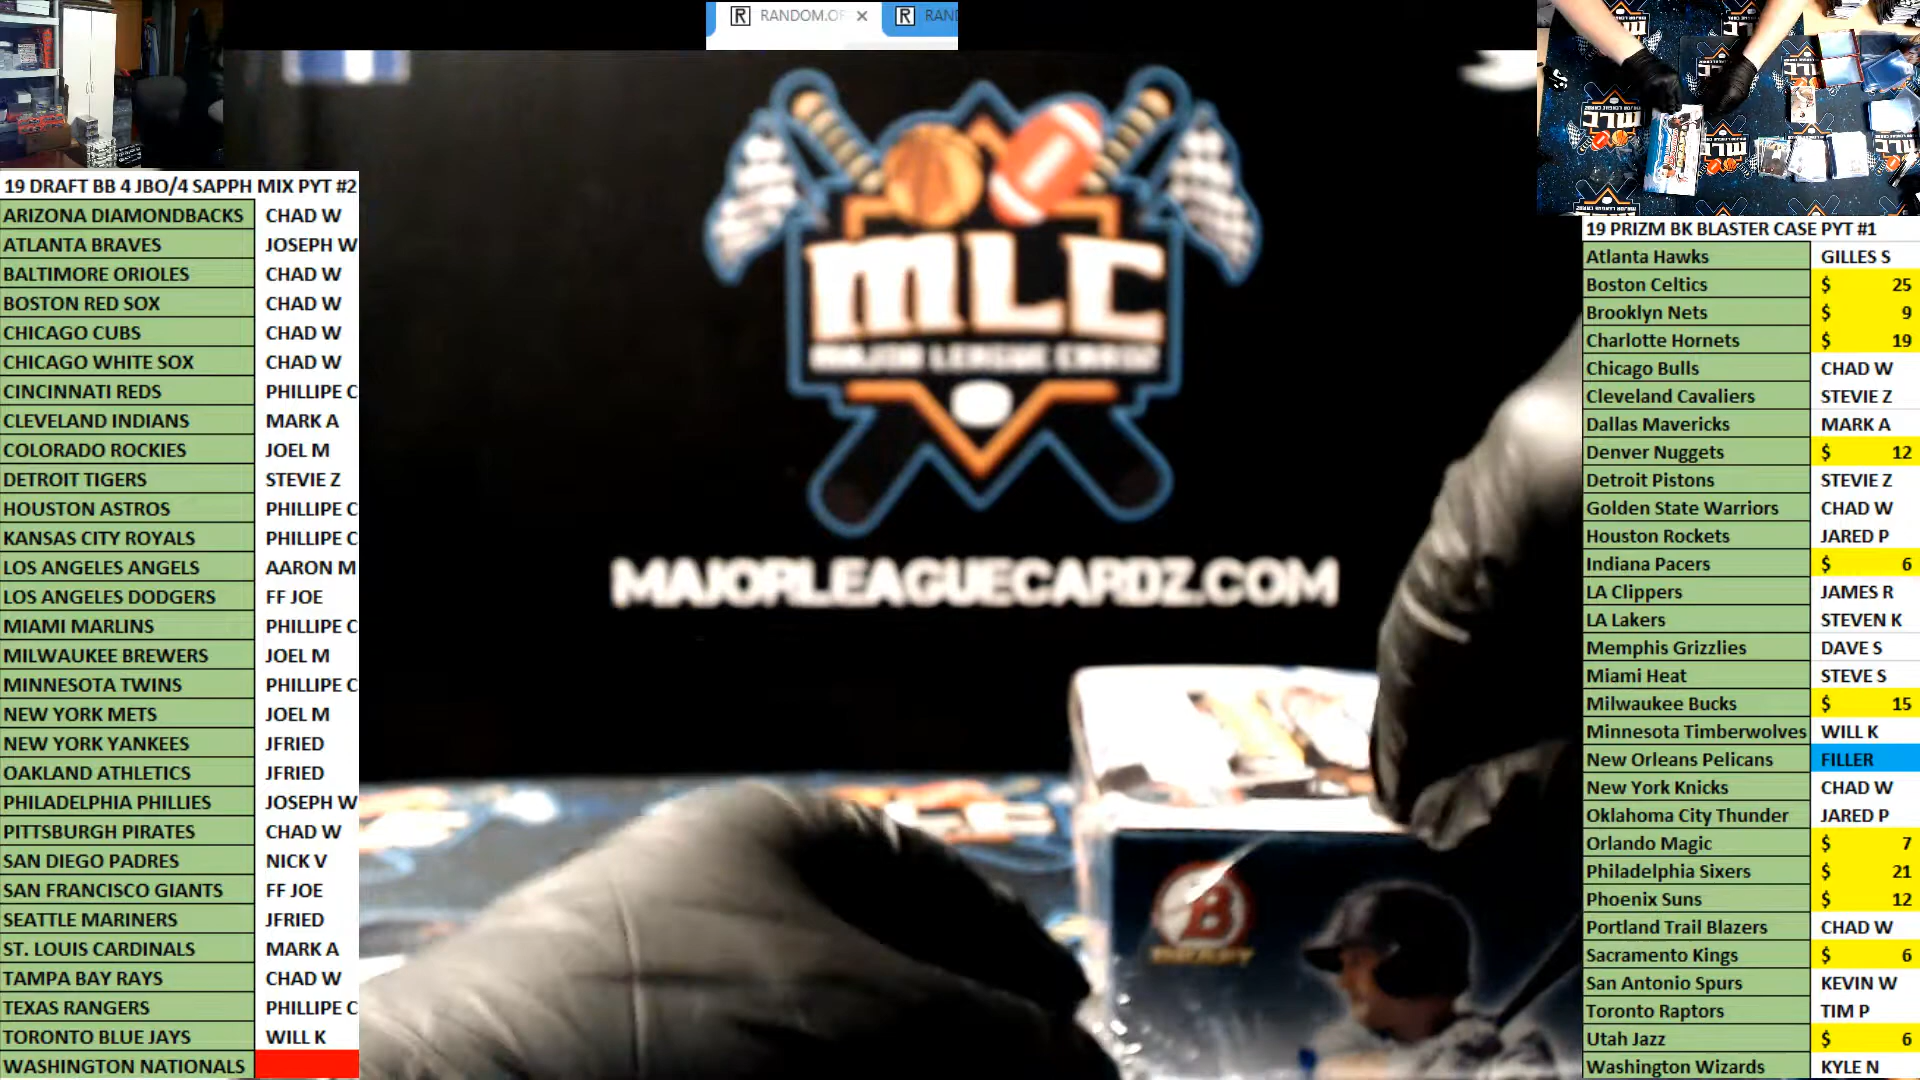 RANDOM.OR
RAND
19 DRAFT BB 4 JBO/4 SAPPH MIX PYT #2
ARIZONA DIAMONDBACKS CHAD W
ATLANTA BRAVES JOSEPH W
BALTIMORE ORIOLES CHAD W
BOSTON RED SOX CHAD W
CHICAGO CUBS CHAD W
CHICAGO WHITE SOX CHAD W
CINCINNATI REDS PHILLIPE C
CLEVELAND INDIANS MARK A
COLORADO ROCKIES JOEL M
DETROIT TIGERS STEVIE Z
HOUSTON ASTROS PHILLIPE C
KANSAS CITY ROYALS PHILLIPE C
LOS ANGELES ANGELS AARON M
LOS ANGELES DODGERS FF JOE
MIAMI MARLINS PHILLIPE C
MILWAUKEE BREWERS JOEL M
MINNESOTA TWINS PHILLIPE C
NEW YORK METS JOEL M
NEW YORK YANKEES JFRIED
OAKLAND ATHLETICS JFRIED
PHILADELPHIA PHILLIES JOSEPH W
PITTSBURGH PIRATES CHAD W
SAN DIEGO PADRES NICK V
SAN FRANCISCO GIANTS FF JOE
SEATTLE MARINERS JFRIED
ST. LOUIS CARDINALS MARK A
TAMPA BAY RAYS CHAD W
TEXAS RANGERS PHILLIPE C
TORONTO BLUE JAYS WILL K
WASHINGTON NATIONALS
MLC
MAJOR LEAGUE CARDZ
MAJORLEAGUECARDZ.COM
B
DRAFT
19 PRIZM BK BLASTER CASE PYT #1
Atlanta Hawks GILLES S
Boston Celtics $ 25
Brooklyn Nets $ 9
Charlotte Hornets $ 19
Chicago Bulls CHAD W
Cleveland Cavaliers STEVIE Z
Dallas Mavericks MARK A
Denver Nuggets $ 12
Detroit Pistons STEVIE Z
Golden State Warriors CHAD W
Houston Rockets JARED P
Indiana Pacers $ 6
LA Clippers JAMES R
LA Lakers STEVEN K
Memphis Grizzlies DAVE S
Miami Heat STEVE S
Milwaukee Bucks $ 15
Minnesota Timberwolves WILL K
New Orleans Pelicans FILLER
New York Knicks CHAD W
Oklahoma City Thunder JARED P
Orlando Magic $ 7
Philadelphia Sixers $ 21
Phoenix Suns $ 12
Portland Trail Blazers CHAD W
Sacramento Kings $ 6
San Antonio Spurs KEVIN W
Toronto Raptors TIM P
Utah Jazz $ 6
Washington Wizards KYLE N